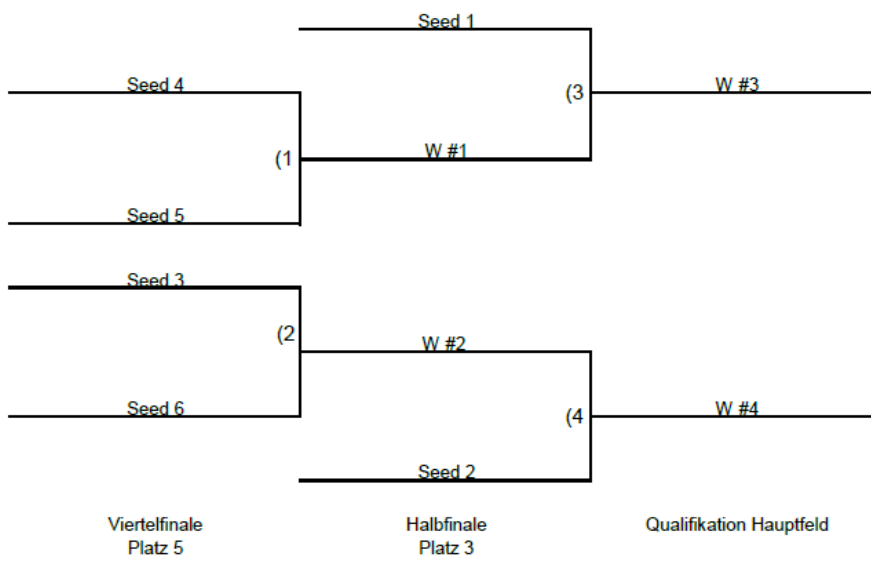 Seed 1
Seed 4
W #3
(3
(1
W #1
Seed 5
Seed 3
(2
W #2
Seed 6
(4
W #4
Seed 2
Viertelfinale
Platz 5
Halbfinale
Platz 3
Qualifikation Hauptfeld